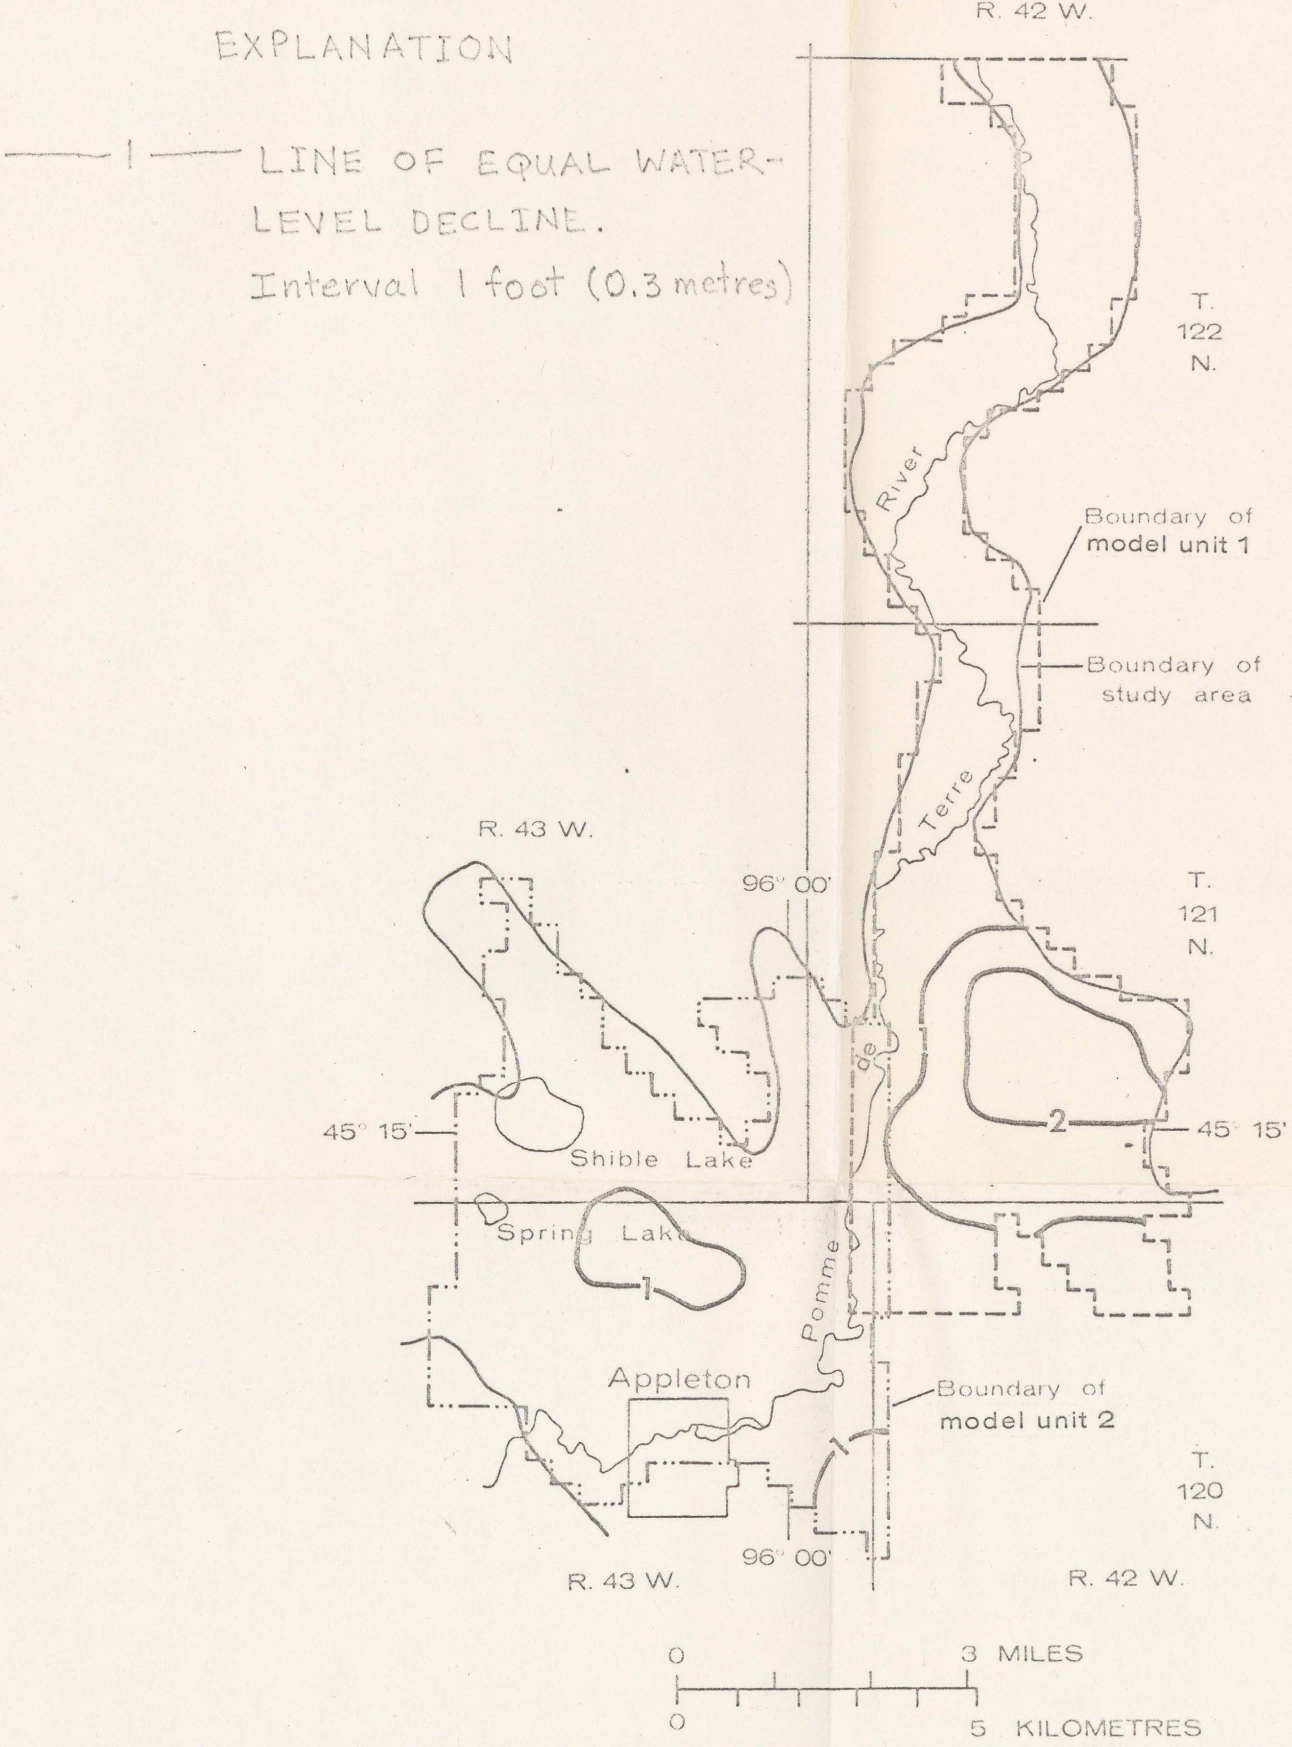 R. 42 W.
EXPLANATION
1 LINE OF EQUAL WATER-
LEVEL DECLINE.
Interval 1 foot (0.3 metres)
T.
122
N.
River
Boundary of
model unit 1
Boundary of
study area
Terre
R. 43 W.
96° 00'
T.
121
N.
de
2
45° 15'
45° 15'
Shible Lake
Spring Lake
1
Pomme
Appleton
Boundary of
model unit 2
1
T.
120
N.
96° 00'
R. 43 W.
R. 42 W.
0 3 MILES
0 5 KILOMETRES